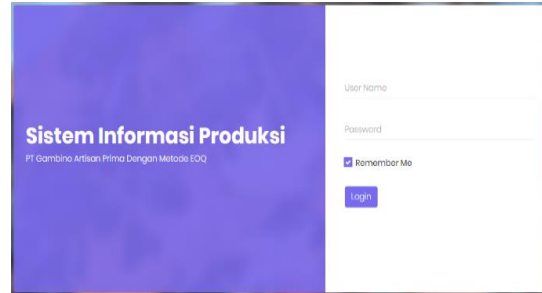 Sistem Informasi Produksi
PT Gambino Artisan Prima Dengan Metode EOQ
User Name
Password
Remember Me
Login